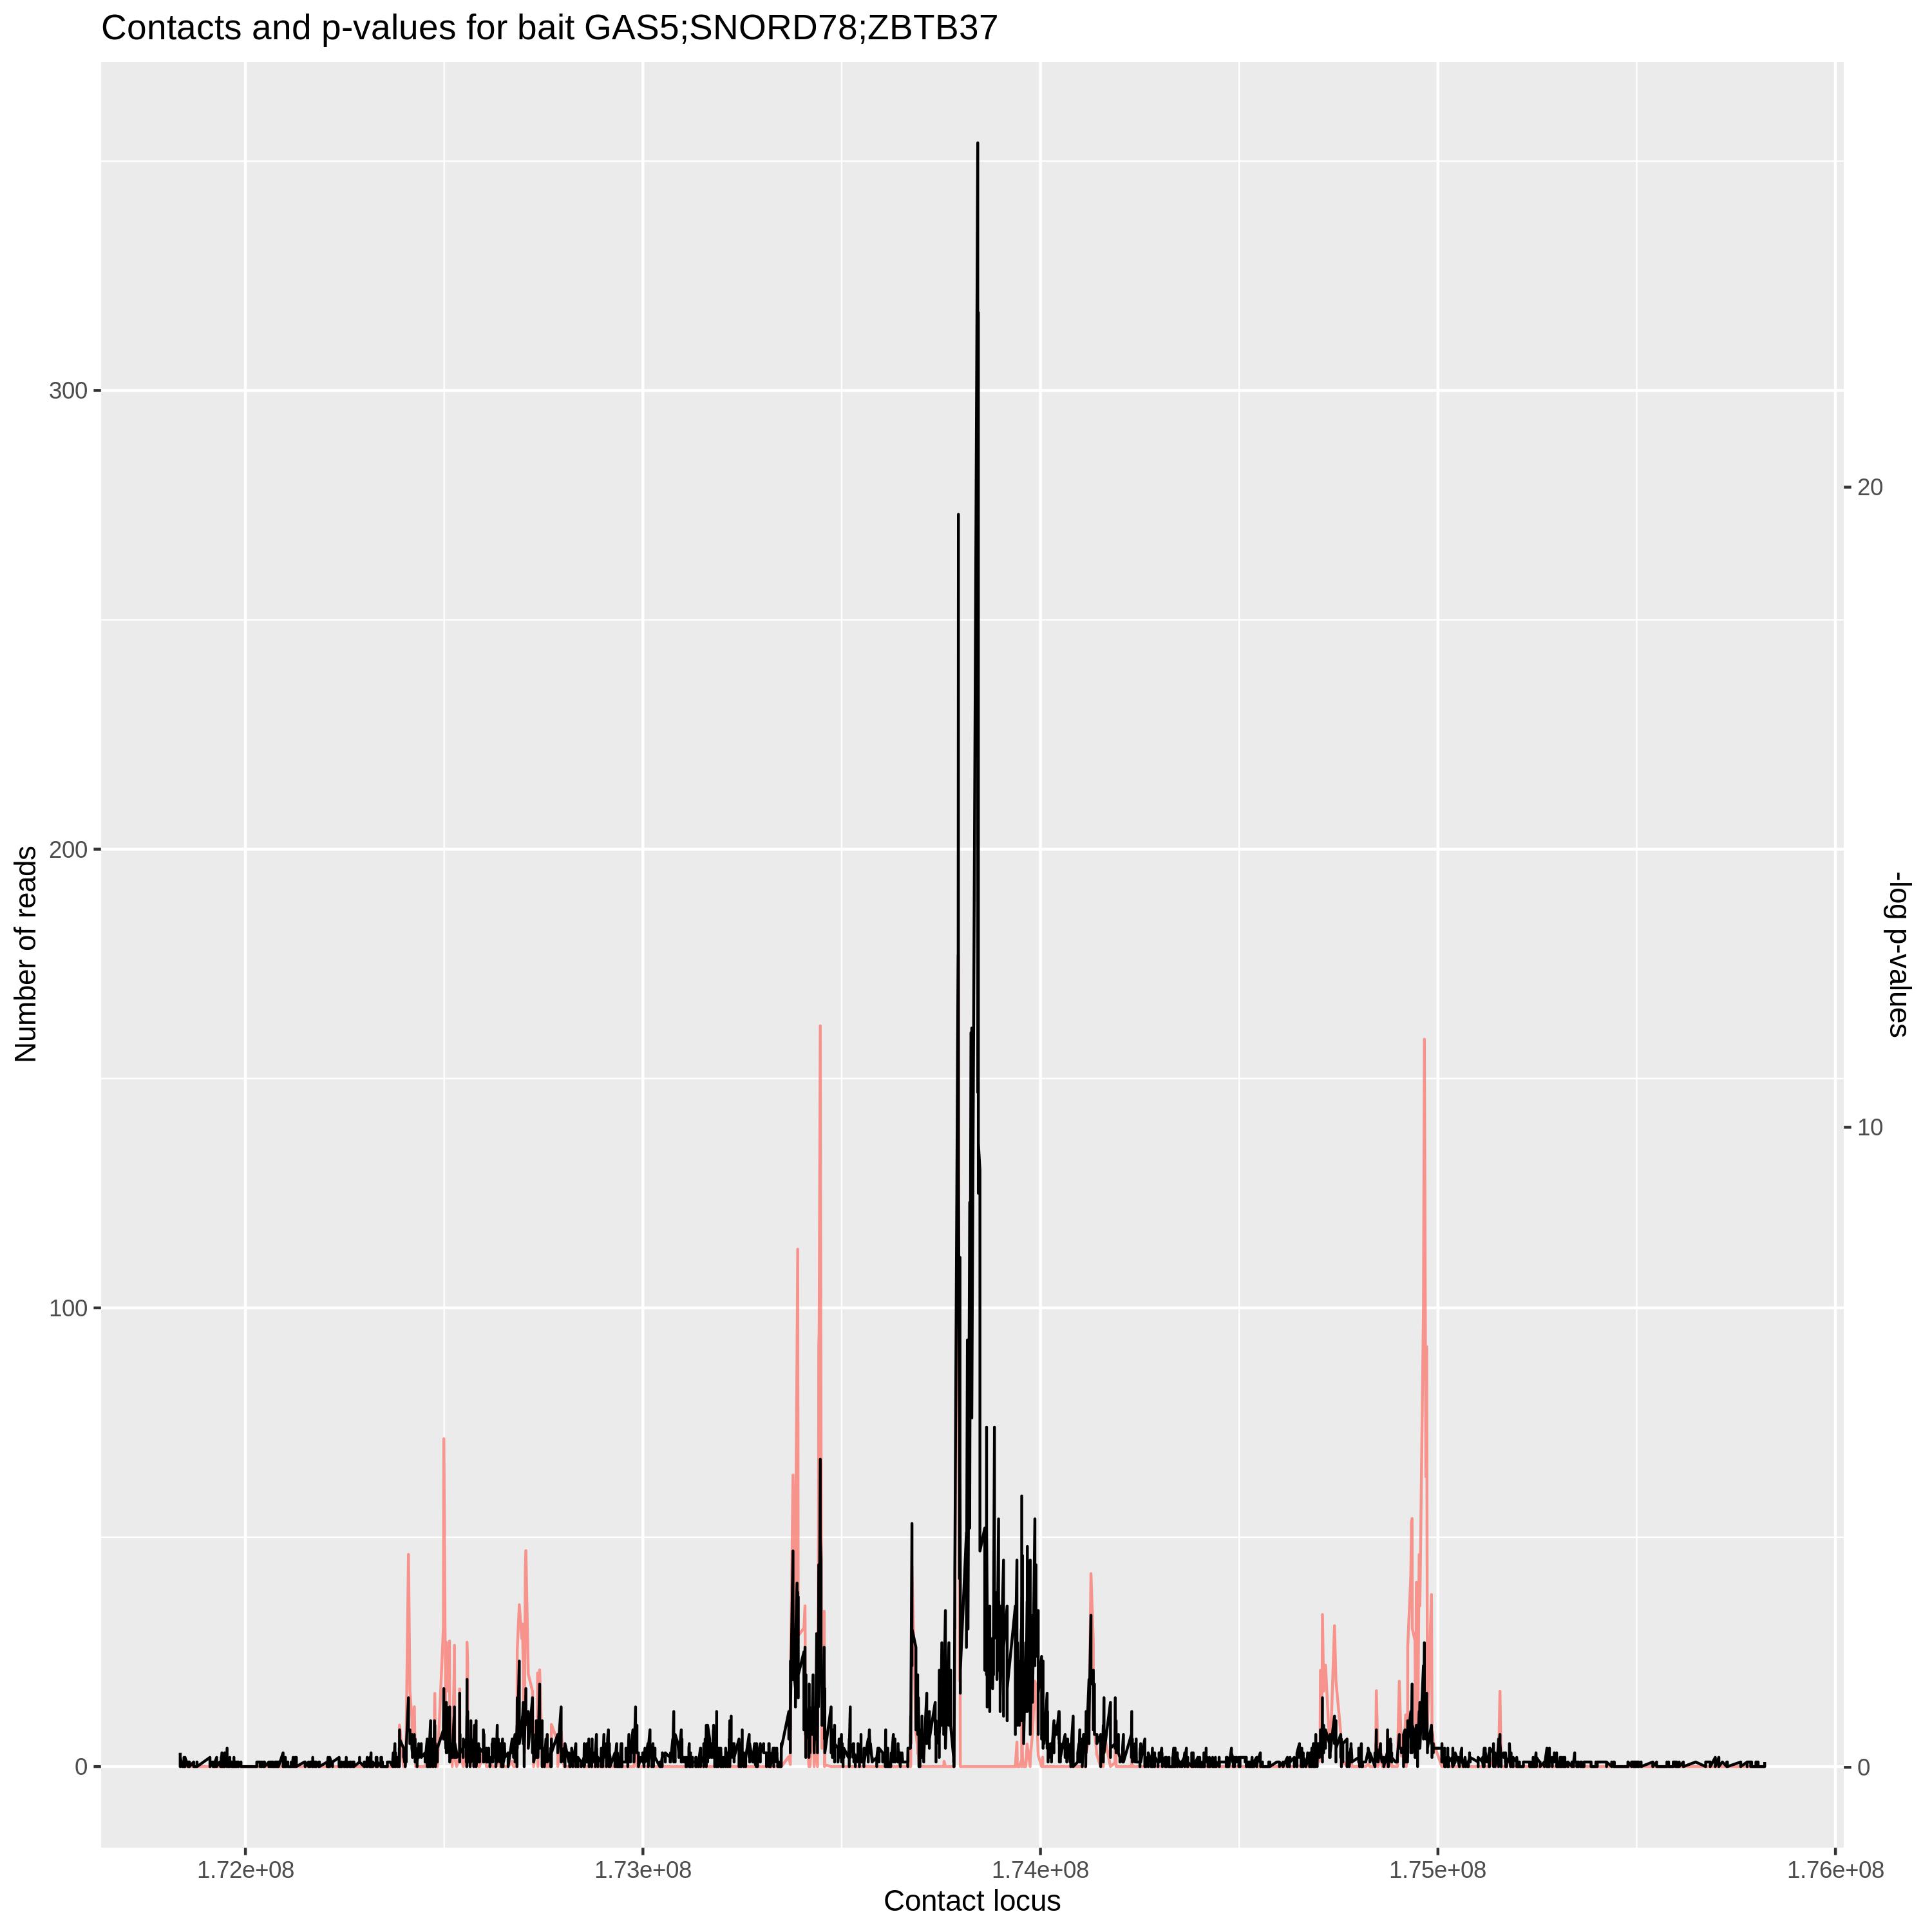 Contacts and p-values for bait GAS5;SNORD78;ZBTB37
Number of reads
300
200
100
0
20
10
0
-log p-values
1.72e+08
1.73e+08
1.74e+08
1.75e+08
1.76e+08
Contact locus